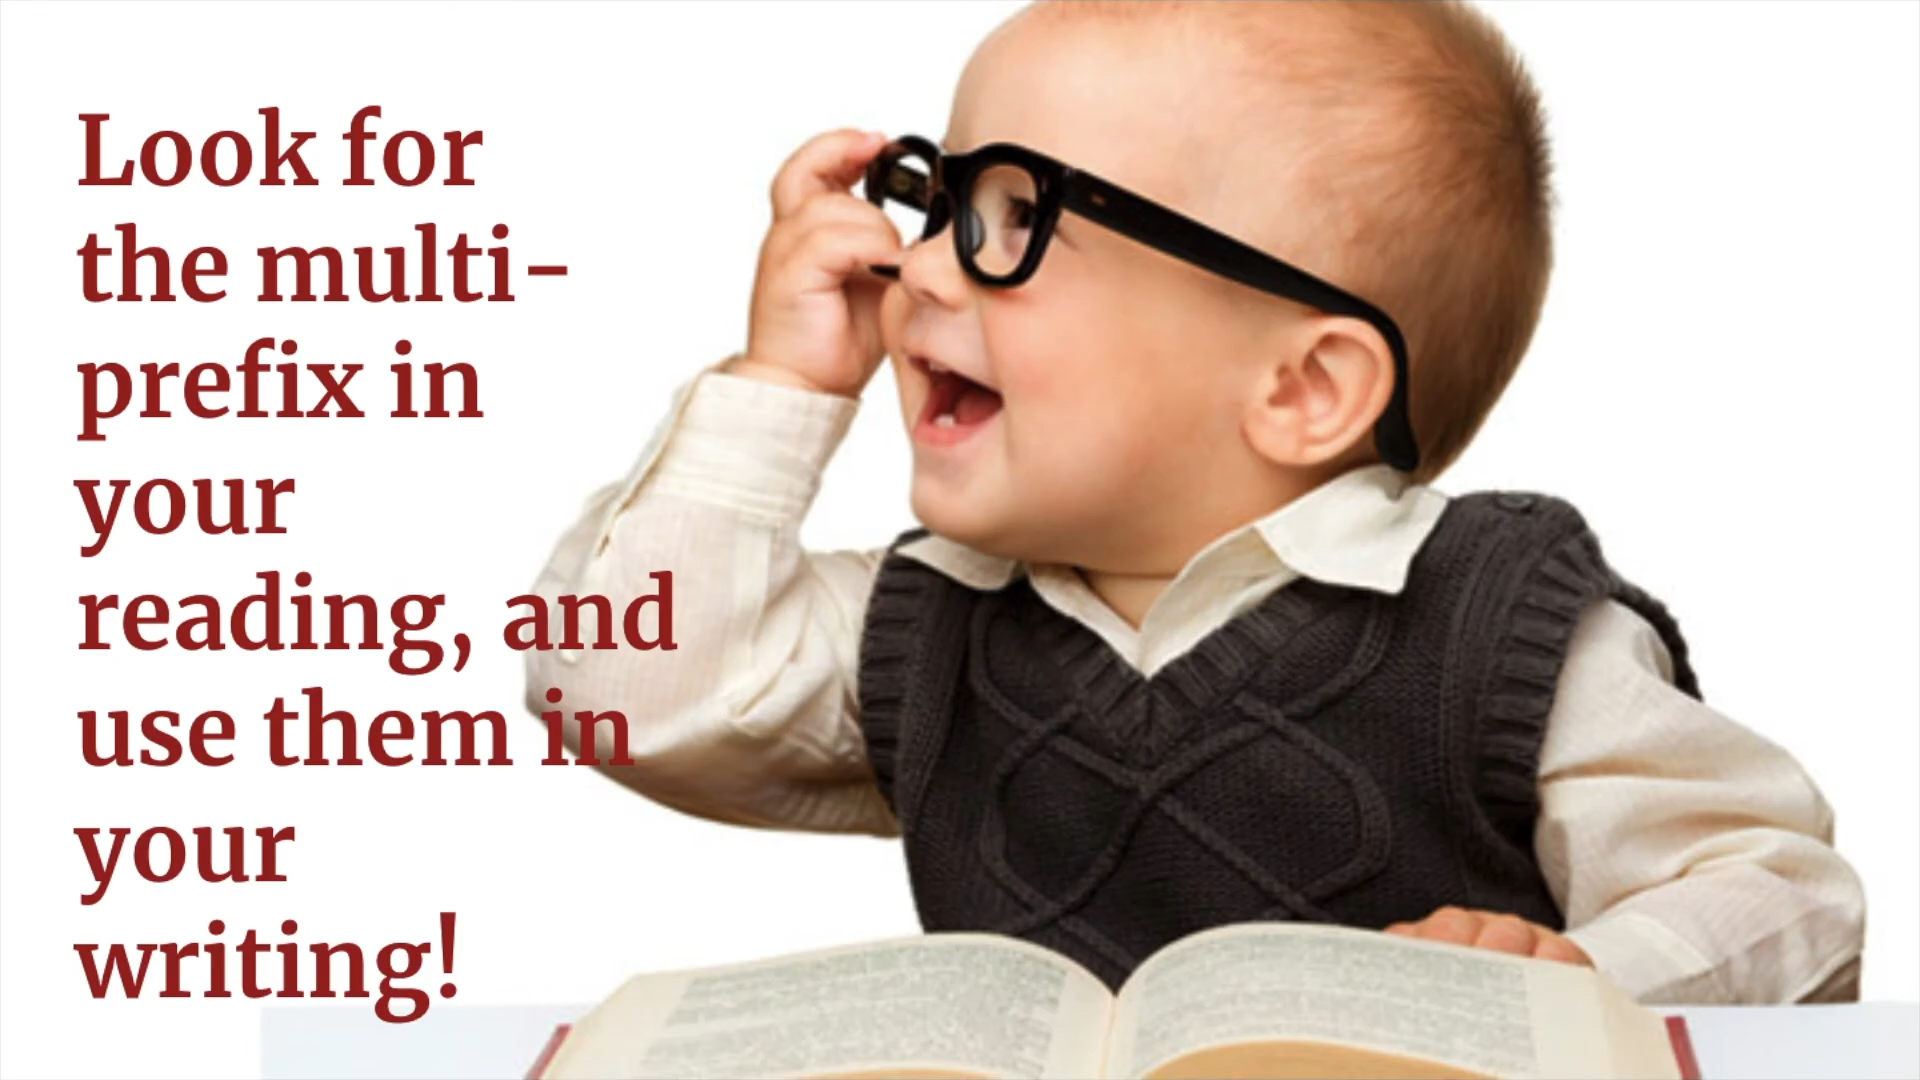 Look for
the multi-
prefix in
your
reading, and
use them in
your
writing!